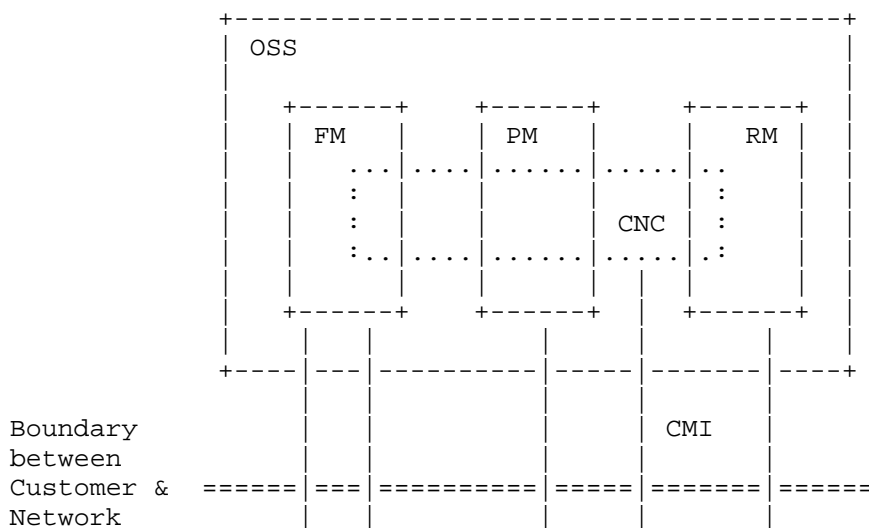 OSS
FM PM RM
CNC
Boundary CMI
between
Customer &
Network